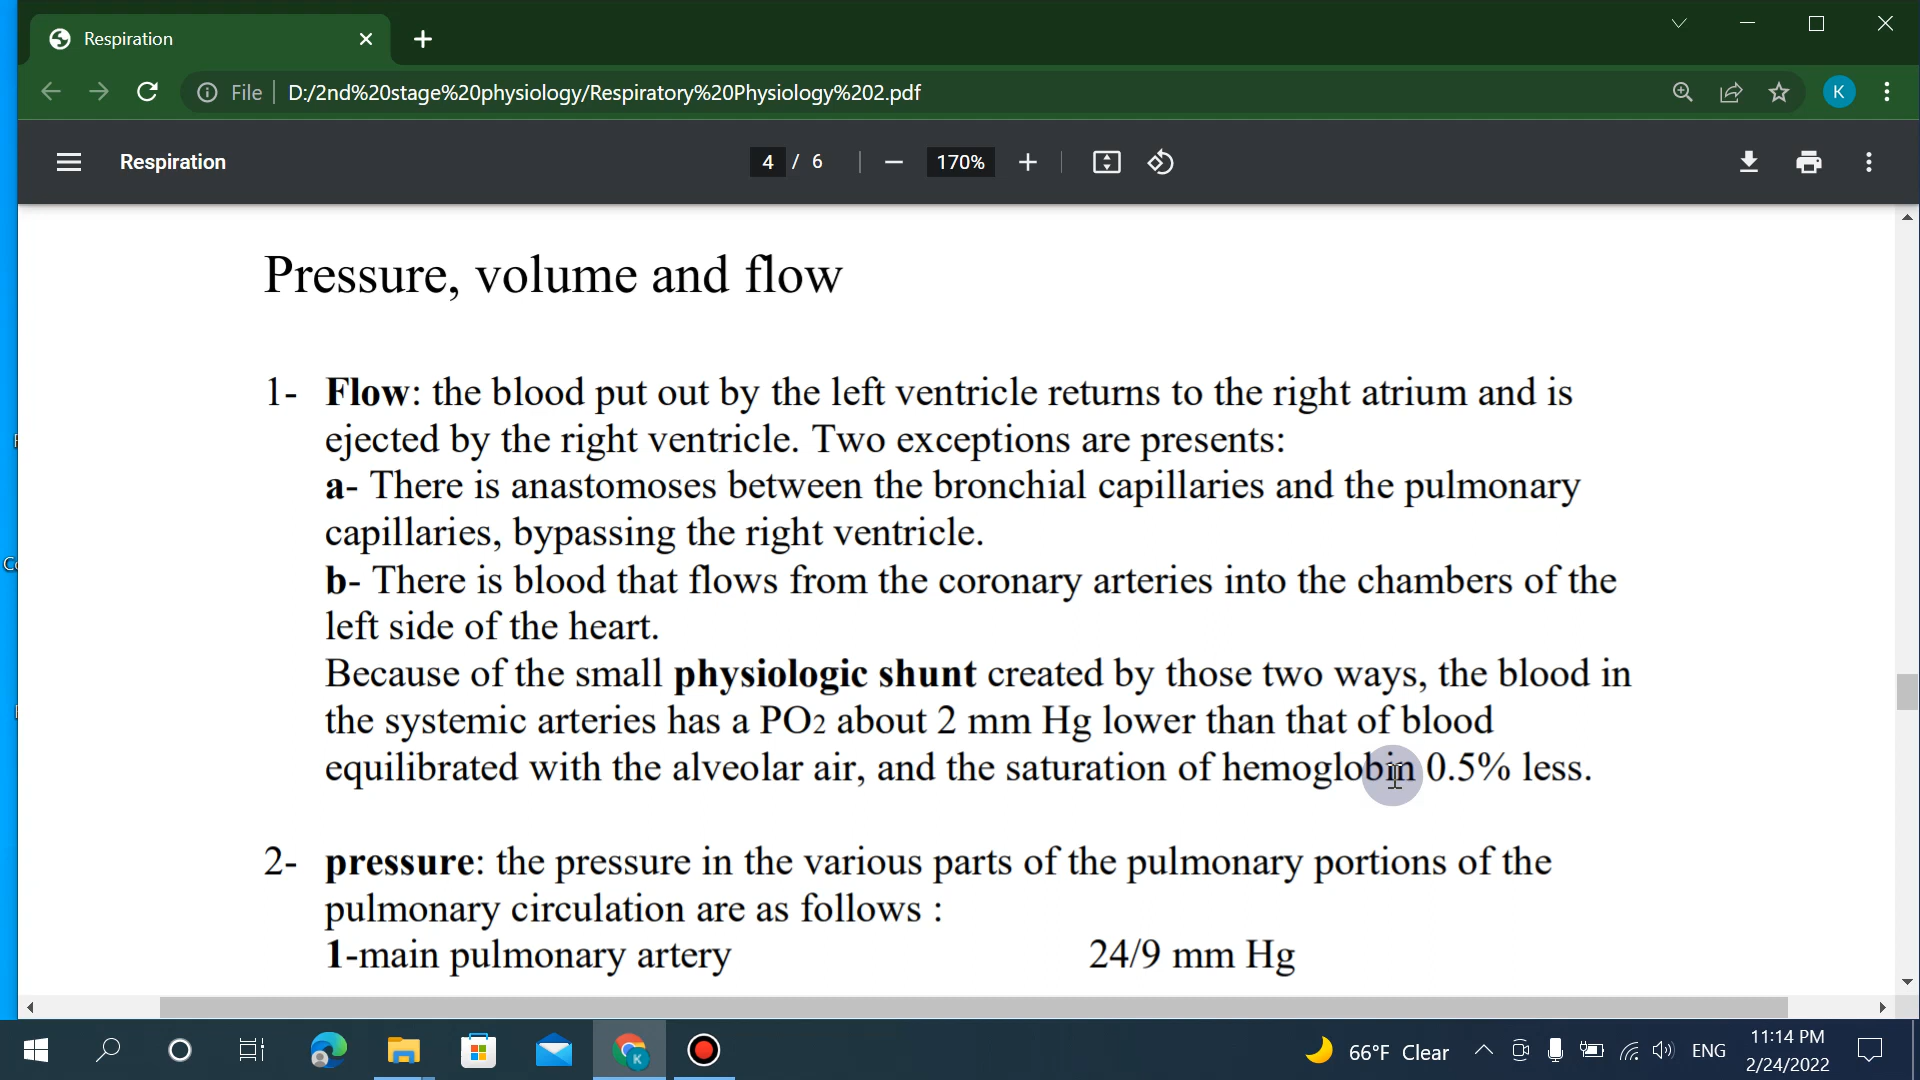 Respiration
File
D:/2nd%20stage%20physiology/Respiratory%20Physiology%202.pdf
K
Respiration
4 / 6
170%
Pressure, volume and flow
1- Flow: the blood put out by the left ventricle returns to the right atrium and is
ejected by the right ventricle. Two exceptions are presents:
a- There is anastomoses between the bronchial capillaries and the pulmonary
capillaries, bypassing the right ventricle.
b- There is blood that flows from the coronary arteries into the chambers of the
left side of the heart.
Because of the small physiologic shunt created by those two ways, the blood in
the systemic arteries has a PO2 about 2 mm Hg lower than that of blood
equilibrated with the alveolar air, and the saturation of hemoglobin 0.5% less.
2- pressure: the pressure in the various parts of the pulmonary portions of the
pulmonary circulation are as follows :
1-main pulmonary artery 24/9 mm Hg
K
66°F Clear
ENG
11:14 PM
2/24/2022